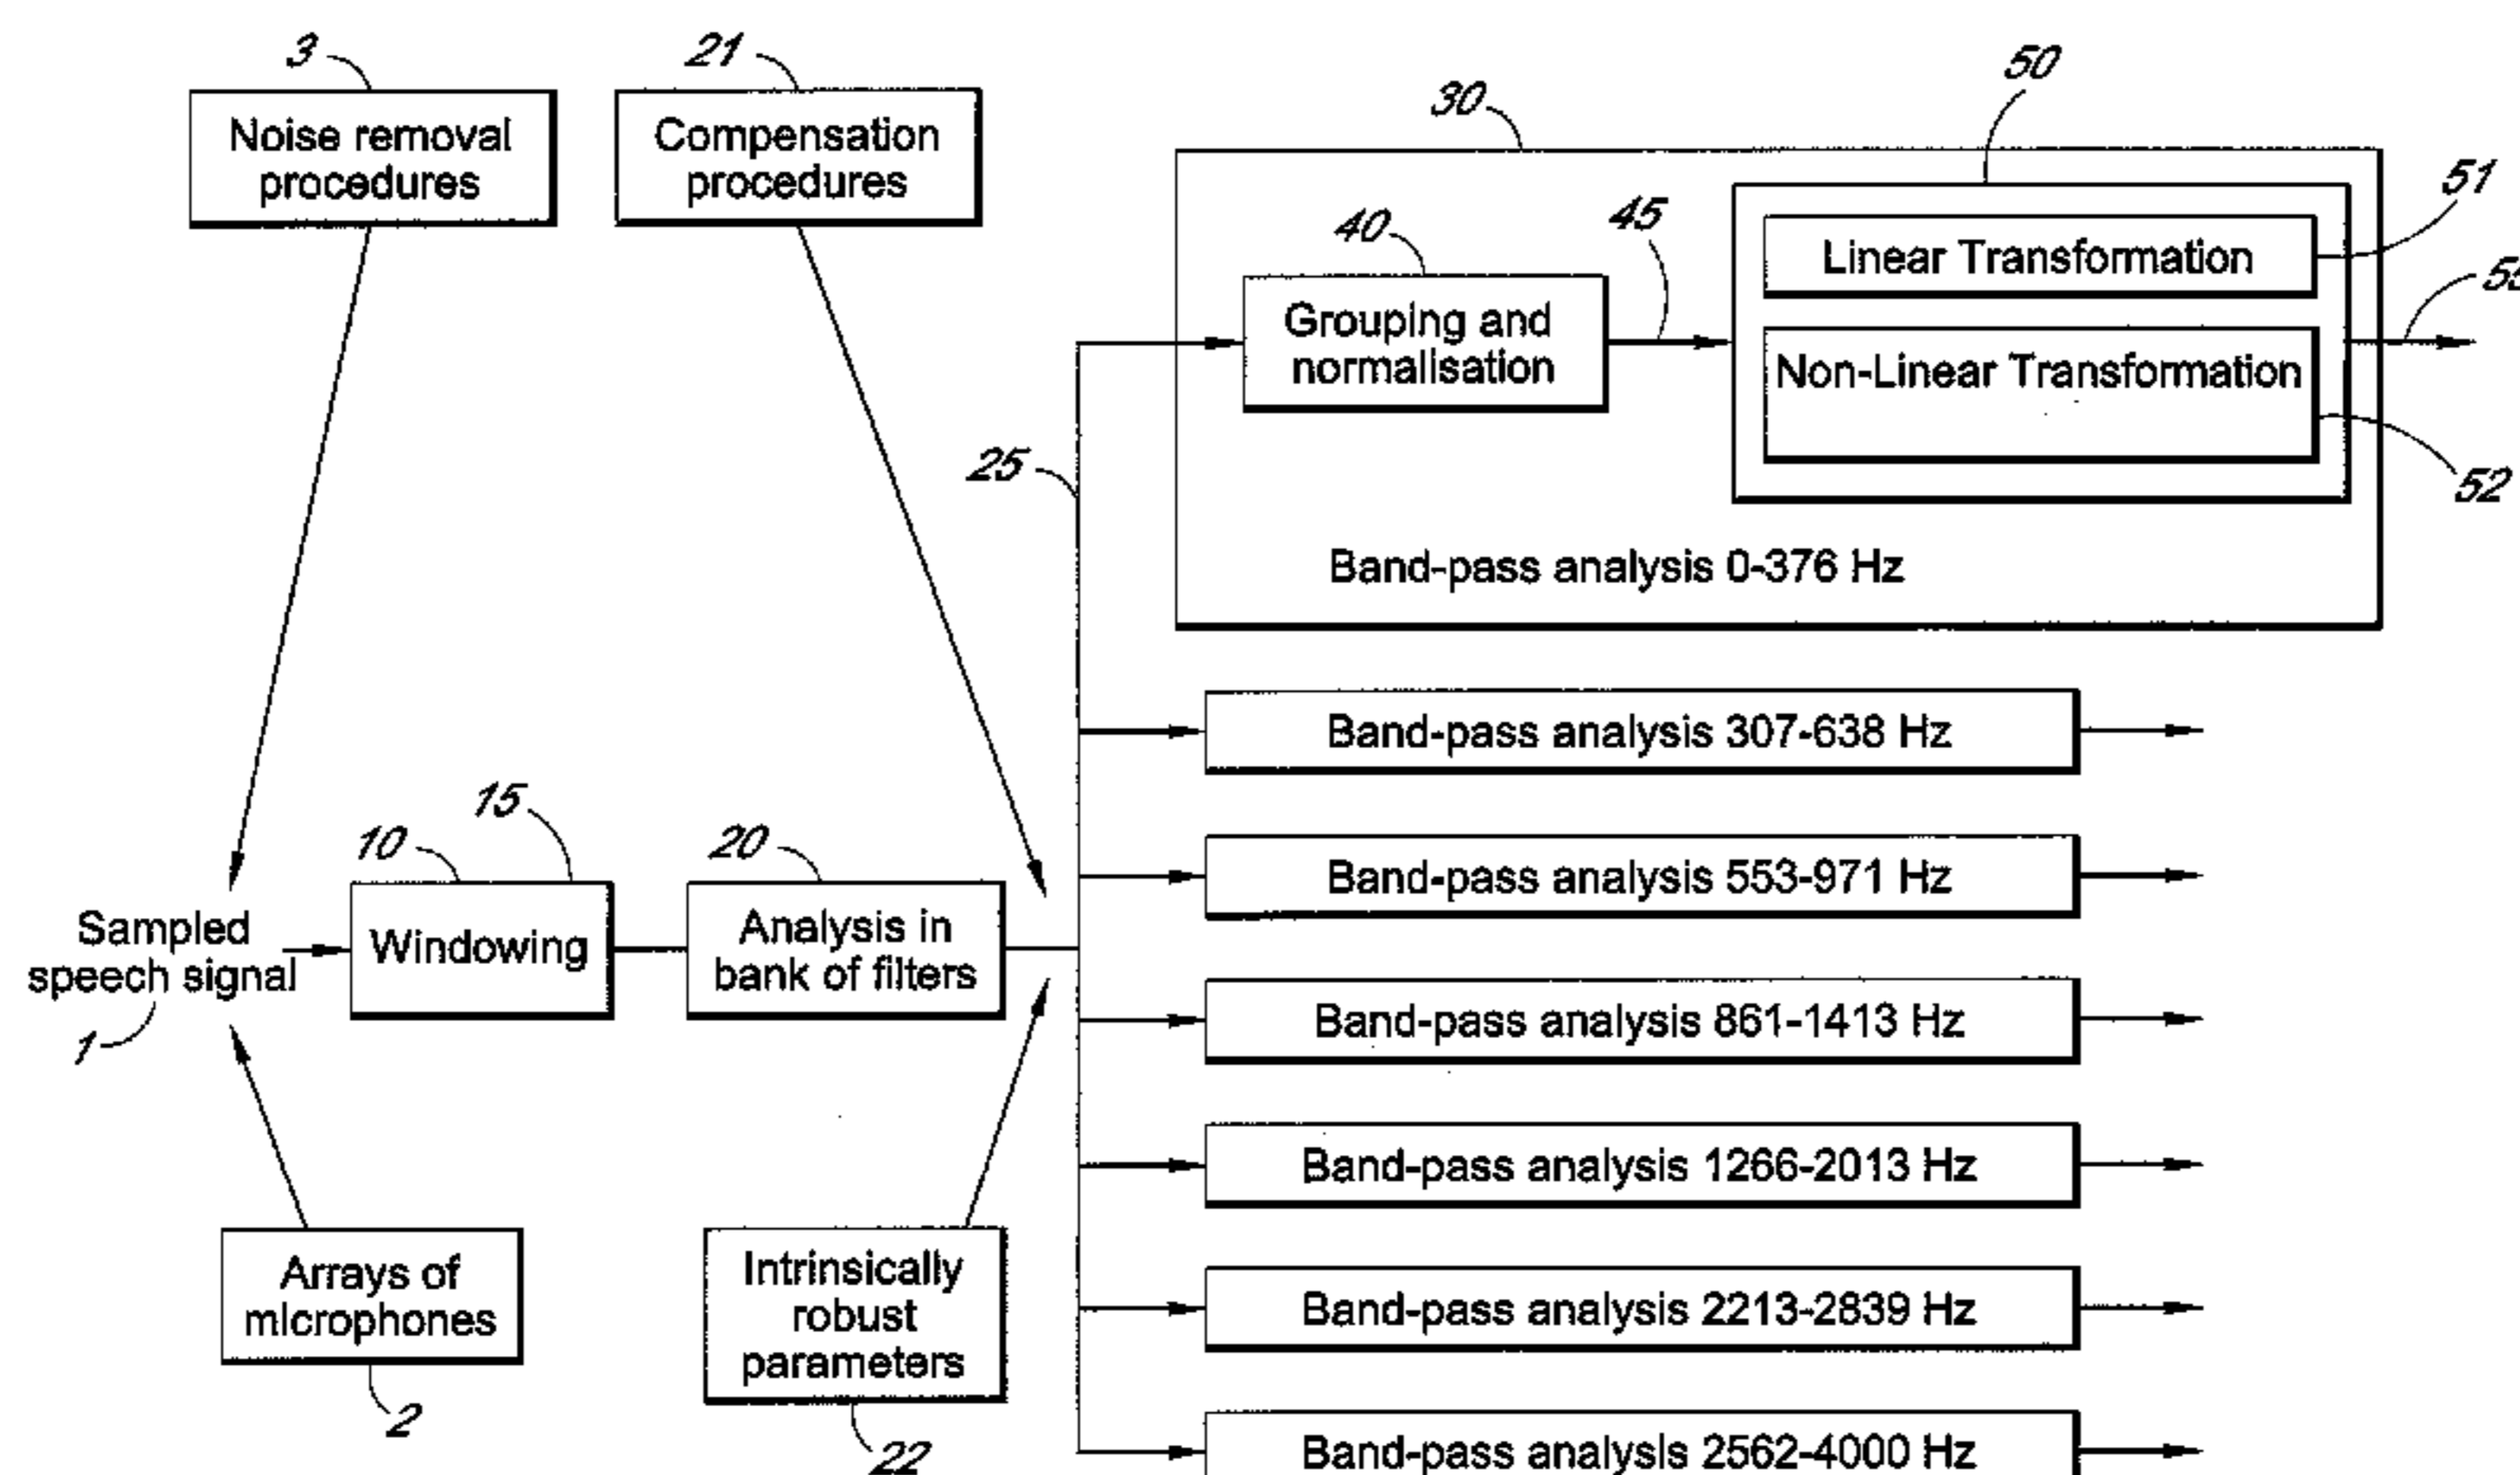 3
21
50
30
Noise removal
procedures
Compensation
procedures
51
45
40
Linear Transformation
Grouping and
normalisation
Non-Linear Transformation
25
52
Band-pass analysis 0-376 Hz
Band-pass analysis 307-638 Hz
15
10
20
Band-pass analysis 553-971 Hz
Sampled
speech signal
Windowing
Analysis in
bank of filters
1
Band-pass analysis 861-1413 Hz
Band-pass analysis 1266-2013 Hz
Arrays of
microphones
Intrinsically
robust
parameters
Band-pass analysis 2213-2839 Hz
2
22
Band-pass analysis 2562-4000 Hz